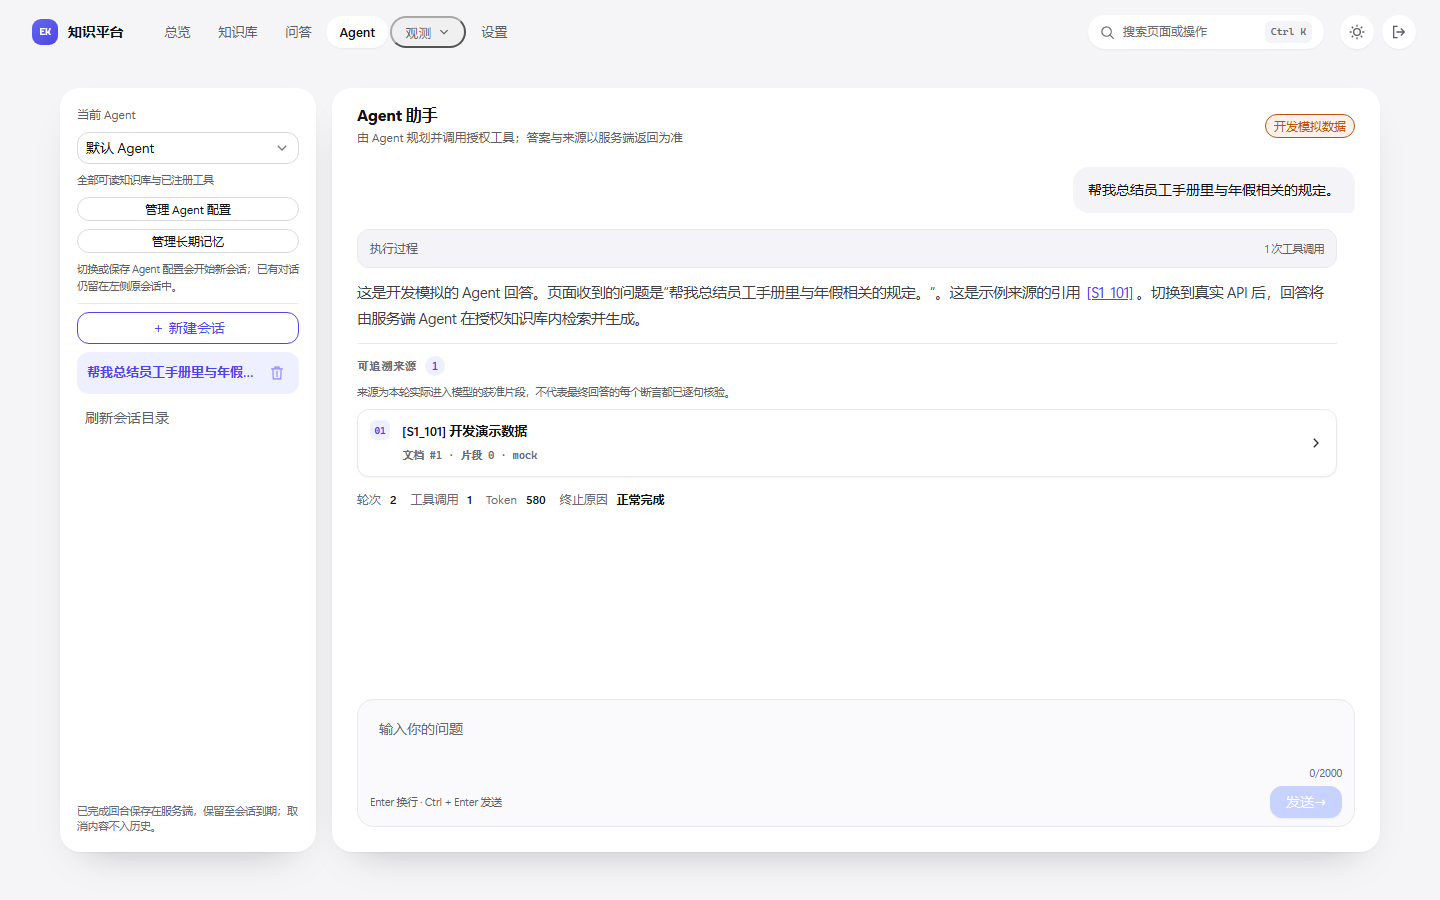 EK 知识平台 总览 知识库 问答 Agent 观测 设置 搜索页面或操作 Ctrl K
当前 Agent
默认 Agent
全部可读知识库与已注册工具
管理 Agent 配置
管理长期记忆
切换或保存 Agent 配置会开始新会话；已有对话
仍留在左侧原会话中。
+ 新建会话
帮我总结员工手册里与年假...
刷新会话目录
已完成回合保存在服务端，保留至会话到期；取
消内容不入历史。
Agent 助手
由 Agent 规划并调用授权工具；答案与来源以服务端返回为准
开发模拟数据
帮我总结员工手册里与年假相关的规定。
执行过程 1 次工具调用
这是开发模拟的 Agent 回答。页面收到的问题是“帮我总结员工手册里与年假相关的规定。”。这是示例来源的引用 [S1_101] 。切换到真实 API 后，回答将
由服务端 Agent 在授权知识库内检索并生成。
可追溯来源 1
来源为本轮实际进入模型的获准片段，不代表最终回答的每个断言都已逐句核验。
01 [S1_101] 开发演示数据
文档 #1 · 片段 0 · mock
轮次 2 工具调用 1 Token 580 终止原因 正常完成
输入你的问题
0/2000
Enter 换行 · Ctrl + Enter 发送 发送→